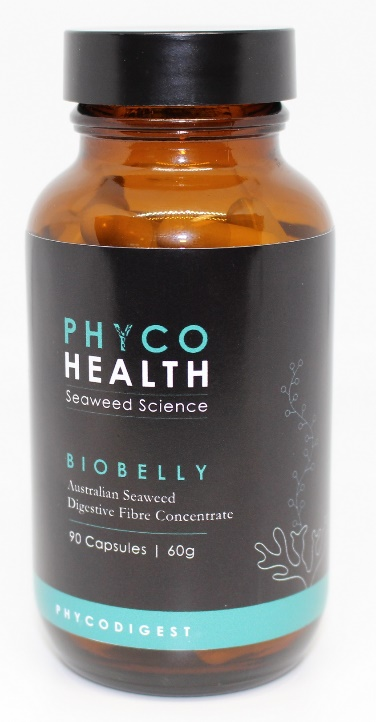 PHYCO
HEALTH
Seaweed Science
BIOBELLY
Australian Seaweed
Digestive Fibre Concentrate
90 Capsules | 60g
PHYCODIGEST